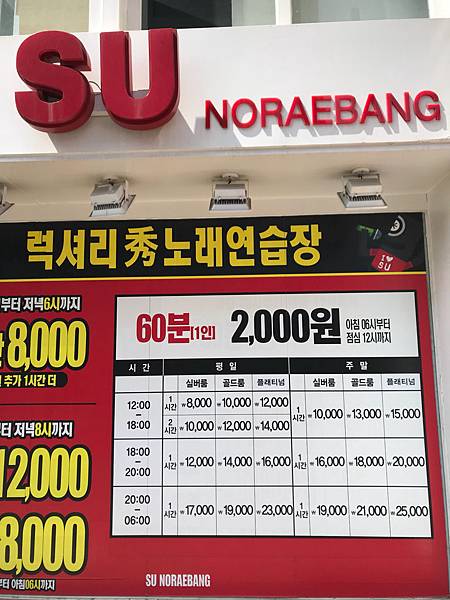 SU NORAEBANG
럭셔리 秀 노래연습장
I ♥ SU
부터 저녁6시까지
8,000
추가 1시간 더
부터 저녁8시까지
12,000
8,000
부터 아침06시까지
60분[1인] 2,000원 아침 06시부터
점심 12시까지
시 간 평 일 주 말
실버룸 골드룸 플래티넘 실버룸 골드룸 플래티넘
12:00 – 18:00 1시간 ₩8,000 ₩10,000 ₩12,000 1시간 ₩10,000 ₩13,000 ₩15,000
2시간 ₩10,000 ₩12,000 ₩14,000
18:00 – 20:00 1시간 ₩12,000 ₩14,000 ₩16,000 1시간 ₩16,000 ₩18,000 ₩20,000
20:00 – 06:00 1시간 ₩17,000 ₩19,000 ₩23,000 1시간 ₩19,000 ₩21,000 ₩25,000
SU NORAEBANG